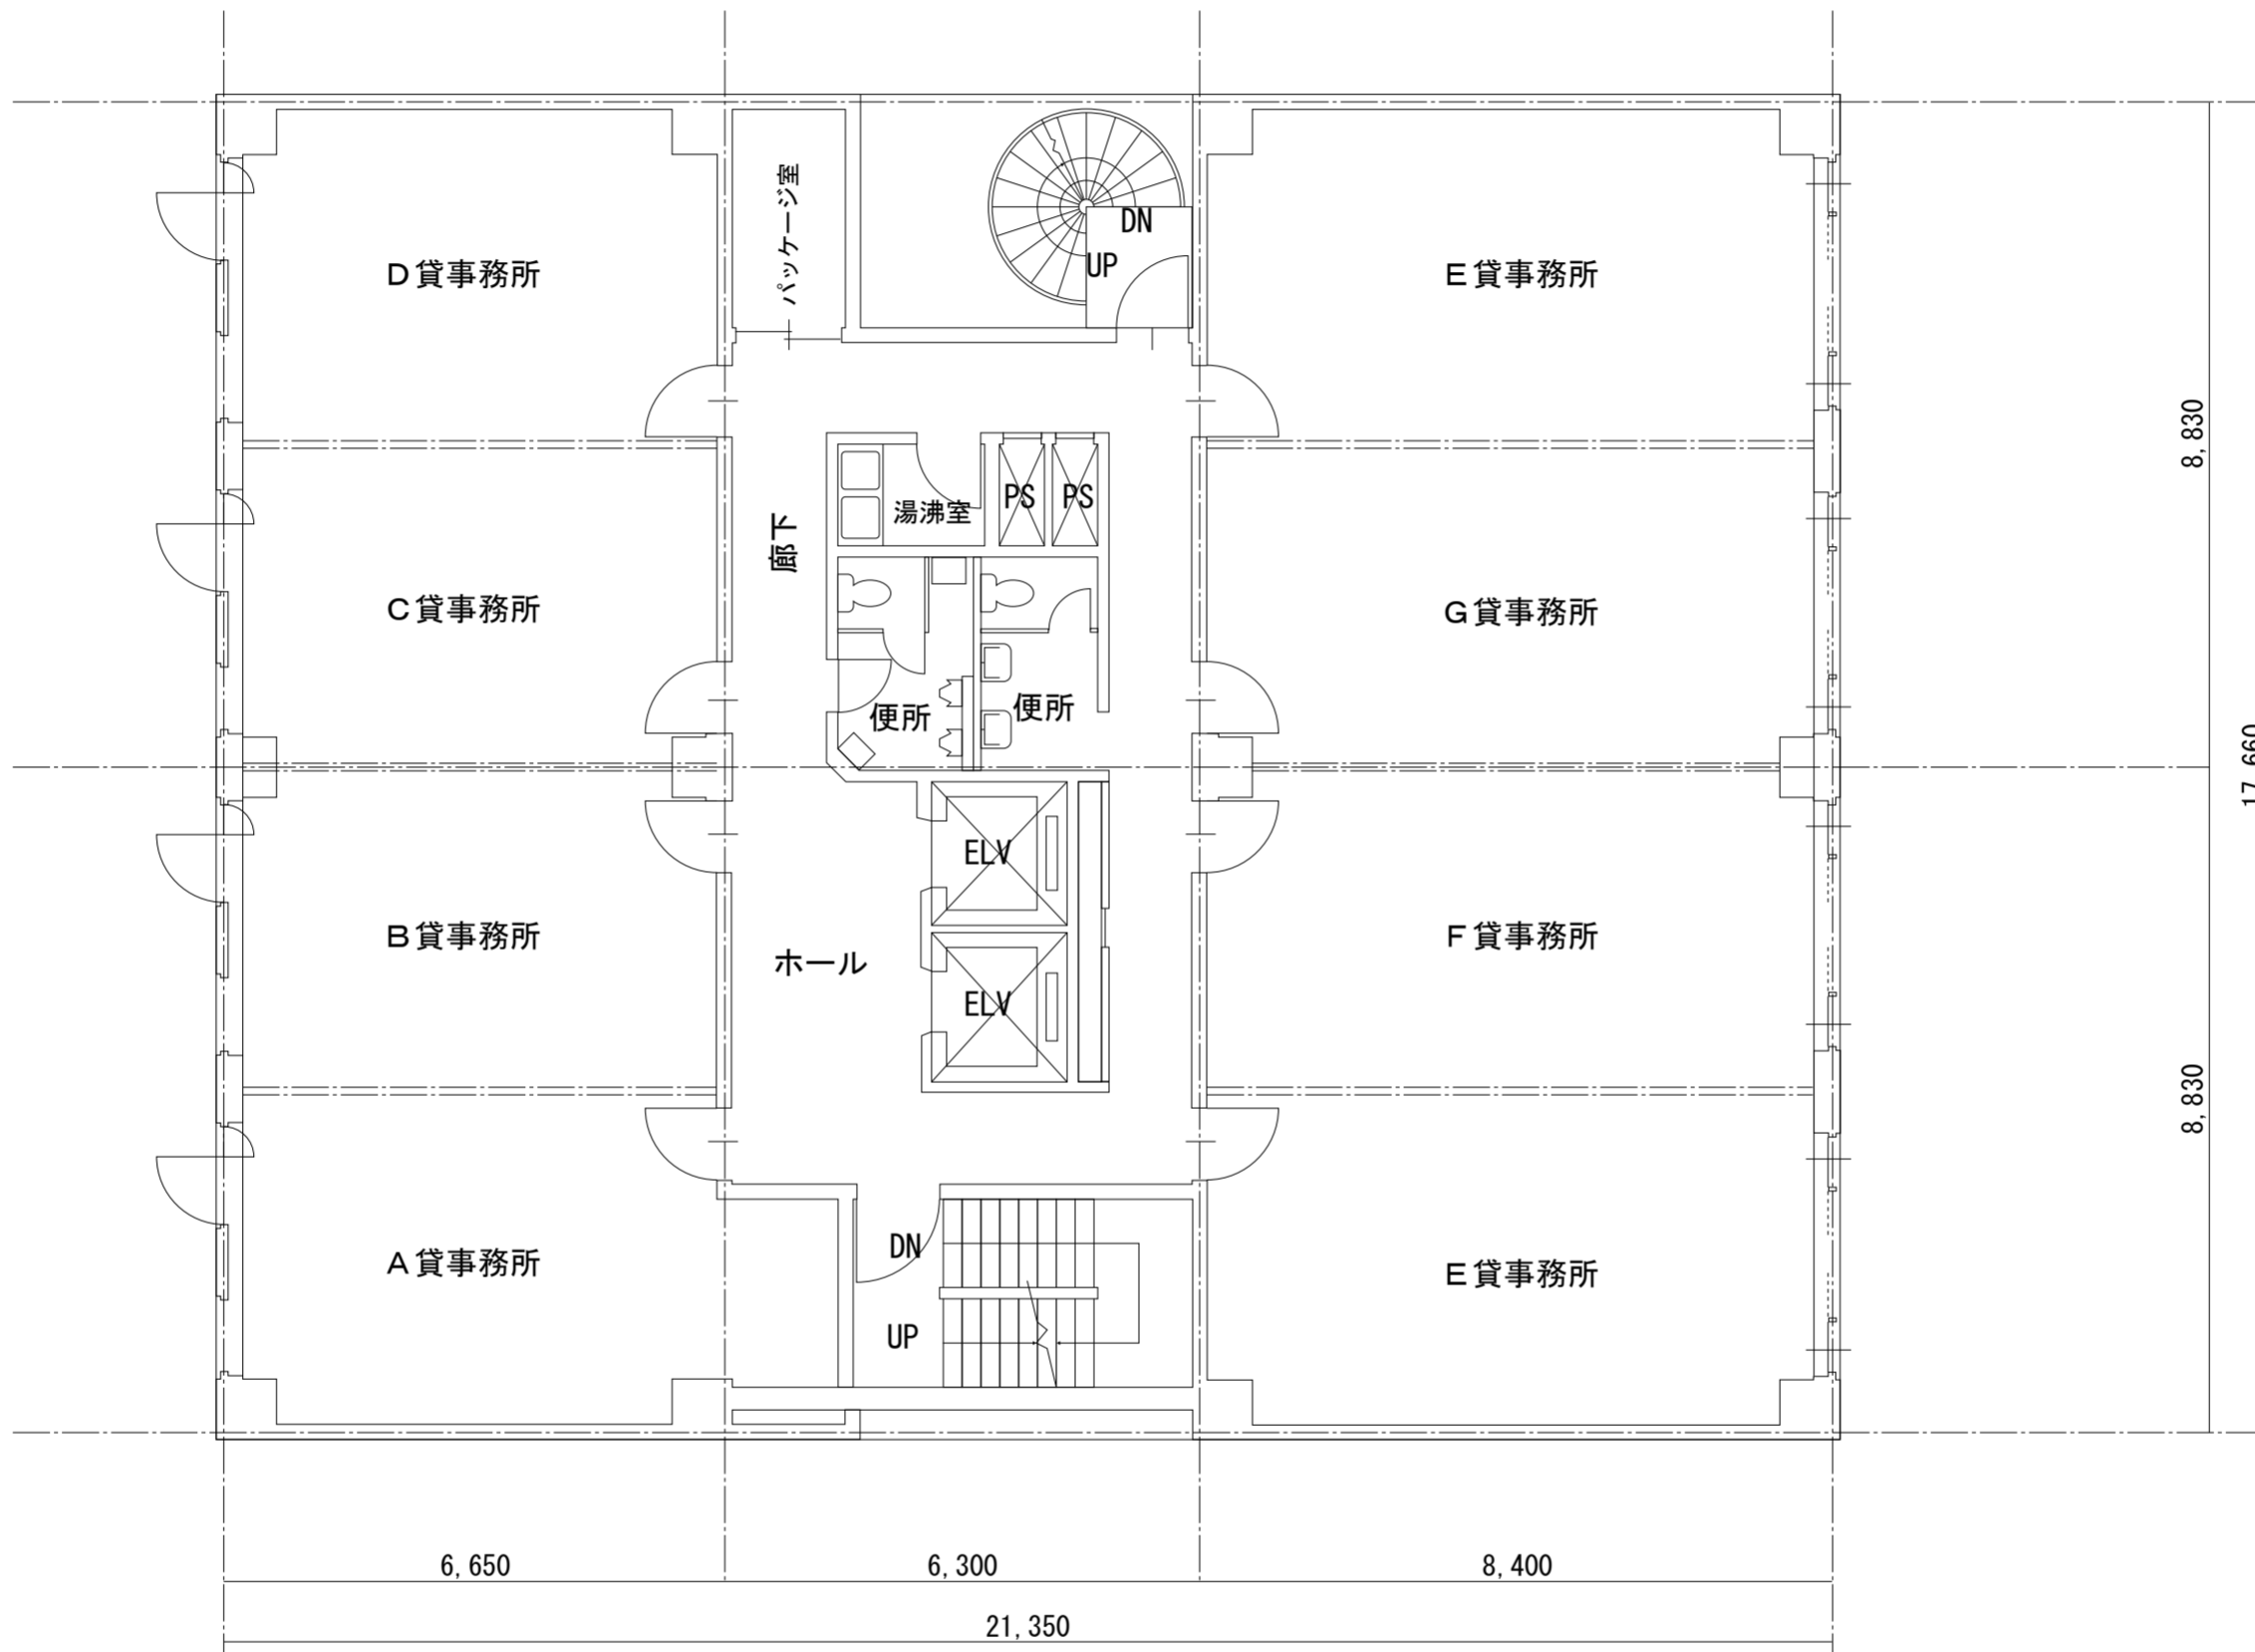 パッケージ室
DN
UP
D貸事務所
E貸事務所
8,830
湯沸室
PS
PS
廊下
C貸事務所
G貸事務所
便所
便所
17,660
ELV
B貸事務所
F貸事務所
ホール
ELV
8,830
DN
A貸事務所
E貸事務所
UP
6,650
6,300
8,400
21,350